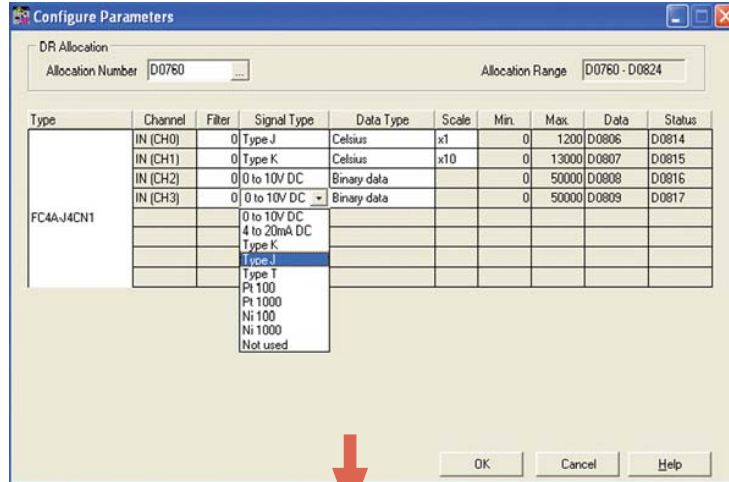 Configure Parameters
DR Allocation
Allocation Number D0760 ... Allocation Range D0760 - D0824
Type Channel Filter Signal Type Data Type Scale Min. Max. Data Status
IN (CH0) 0 Type J Celsius x1 0 1200 D0806 D0814
IN (CH1) 0 Type K Celsius x10 0 13000 D0807 D0815
IN (CH2) 0 0 to 10V DC Binary data 0 50000 D0808 D0816
IN (CH3) 0 0 to 10V DC Binary data 0 50000 D0809 D0817
FC4A-J4CN1
0 to 10V DC
4 to 20mA DC
Type K
Type J
Type T
Pt 100
Pt 1000
Ni 100
Ni 1000
Not used
OK Cancel Help